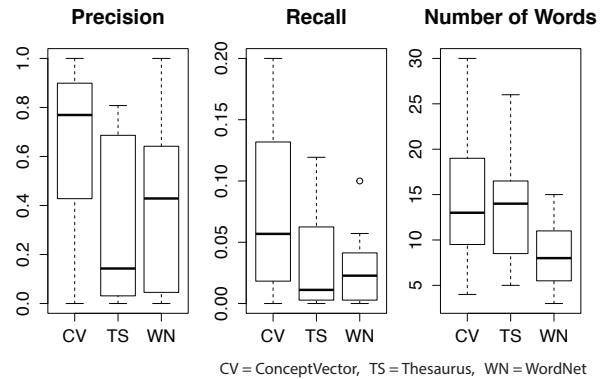 Precision
Recall
Number of Words
0.0 0.2 0.4 0.6 0.8 1.0
0.00 0.05 0.10 0.15 0.20
5 10 15 20 25 30
CV TS WN
CV TS WN
CV TS WN
CV = ConceptVector, TS = Thesaurus, WN = WordNet